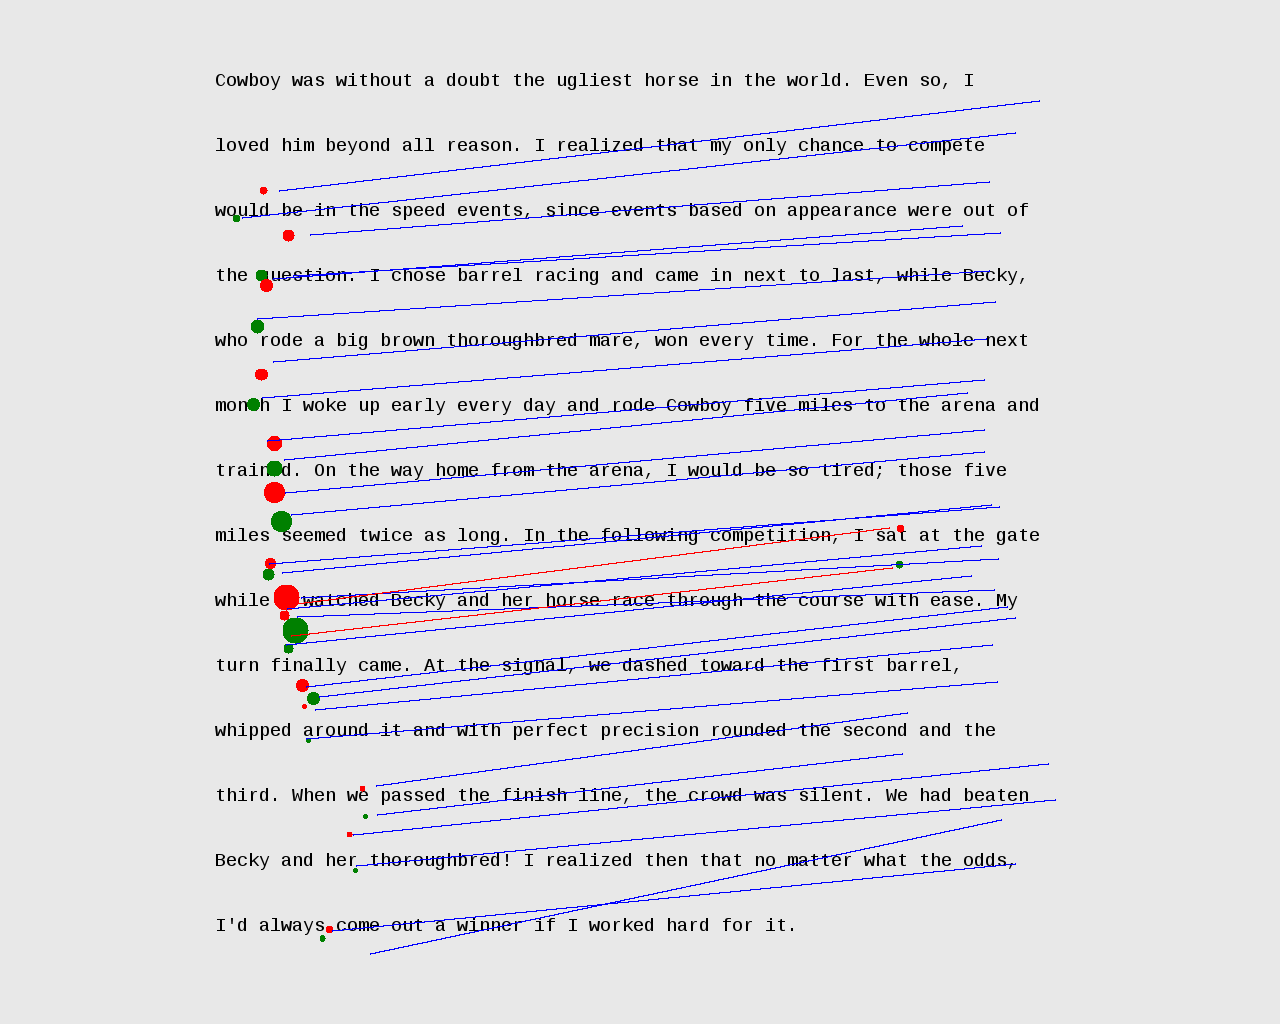 Cowboy was without a doubt the ugliest horse in the world. Even so, I
loved him beyond all reason. I realized that my only chance to compete
would be in the speed events, since events based on appearance were out of
the question. I chose barrel racing and came in next to last, while Becky,
who rode a big brown thoroughbred mare, won every time. For the whole next
month I woke up early every day and rode Cowboy five miles to the arena and
trained. On the way home from the arena, I would be so tired; those five
miles seemed twice as long. In the following competition, I sat at the gate
while watched Becky and her horse race through the course with ease. My
turn finally came. At the signal, we dashed toward the first barrel,
whipped around it and with perfect precision rounded the second and the
third. When we passed the finish line, the crowd was silent. We had beaten
Becky and her thoroughbred! I realized then that no matter what the odds,
I'd always come out a winner if I worked hard for it.